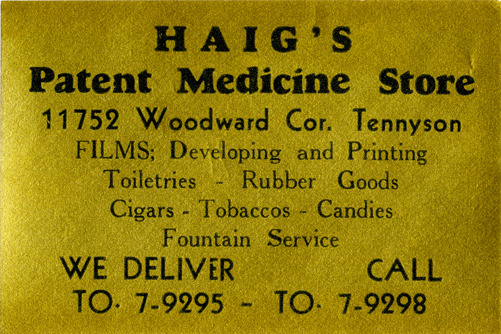 HAIG'S
Patent Medicine Store
11752 Woodward Cor. Tennyson
FILMS; Developing and Printing
Toiletries - Rubber Goods
Cigars - Tobaccos - Candies
Fountain Service
WE DELIVER CALL
TO. 7-9295 - TO. 7-9298